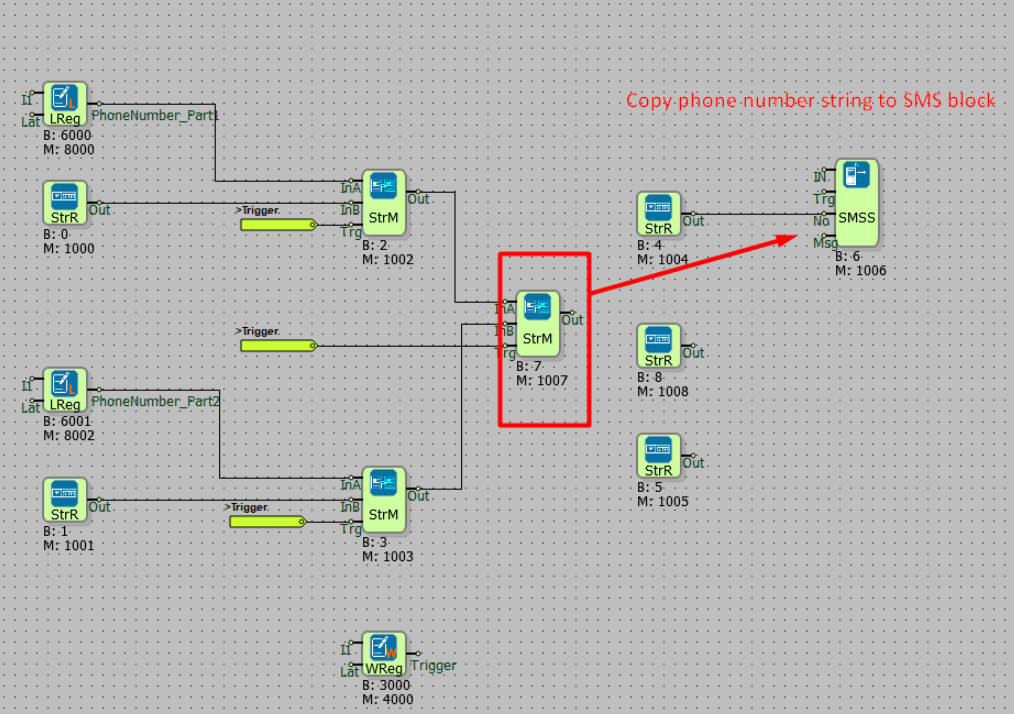 Copy phone number string to SMS block
I1
Lat
LReg
PhoneNumber_Part1
B: 6000
M: 8000
StrR
Out
B: 0
M: 1000
>Trigger.
InA
InB
Trg
StrM
Out
B: 2
M: 1002
StrR
Out
B: 4
M: 1004
IN
Trg
No
Msg
SMSS
B: 6
M: 1006
>Trigger.
InA
InB
Trg
StrM
Out
B: 7
M: 1007
StrR
Out
B: 8
M: 1008
I1
Lat
LReg
PhoneNumber_Part2
B: 6001
M: 8002
StrR
Out
B: 5
M: 1005
StrR
Out
B: 1
M: 1001
>Trigger.
InA
InB
Trg
StrM
Out
B: 3
M: 1003
I1
Lat
WReg
Trigger
B: 3000
M: 4000